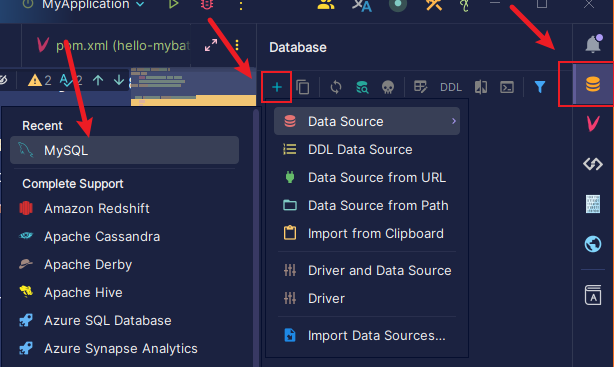 MyApplication
pom.xml (hello-mybat
Database
2
2
DDL
Recent
MySQL
Complete Support
Amazon Redshift
Apache Cassandra
Apache Derby
Apache Hive
Azure SQL Database
Azure Synapse Analytics
Data Source
DDL Data Source
Data Source from URL
Data Source from Path
Import from Clipboard
Driver and Data Source
Driver
Import Data Sources...